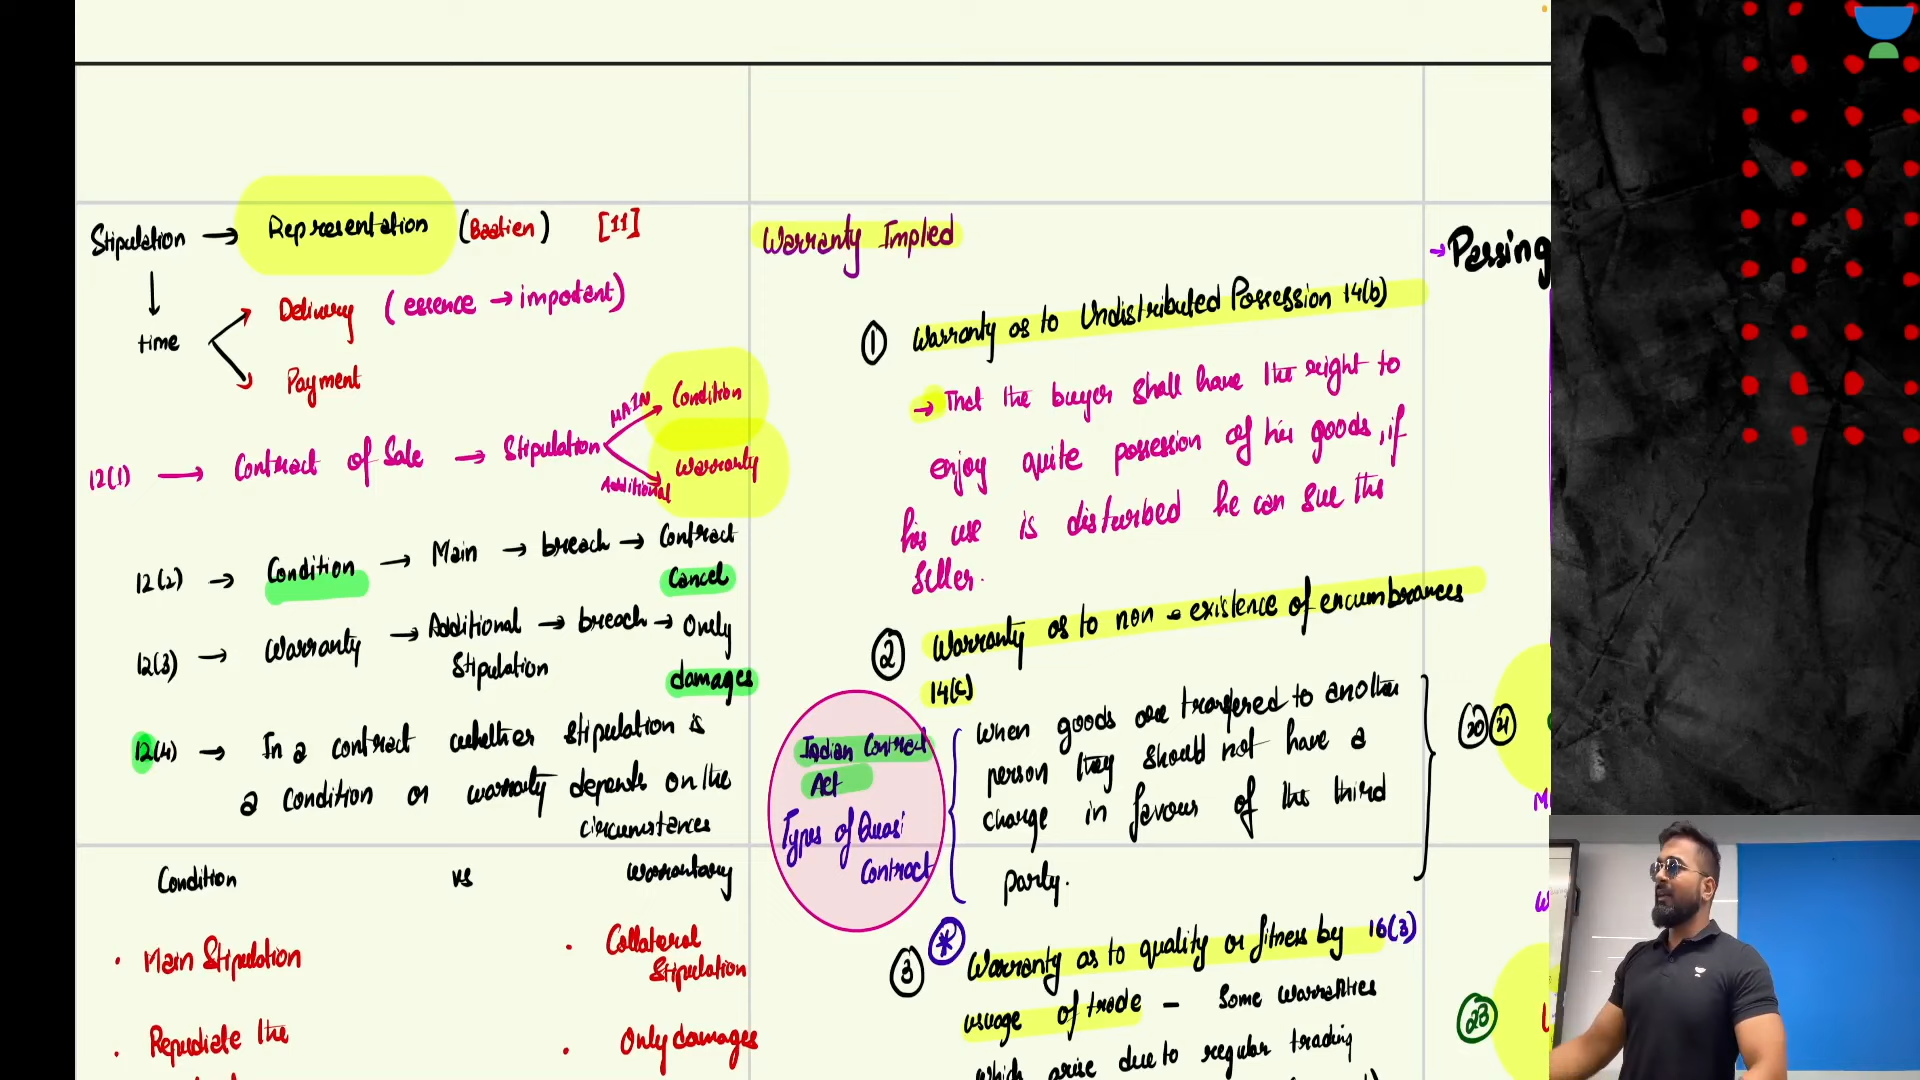 Stipulation → Representation (Baatien) [11]
time
Delivery (essence → impotent)
Payment
12(1) → Contract of Sale → Stipulation
MAIN Condition
Additional Warranty
12(2) → Condition → Main → breach → Contract
Cancel
12(3) → Warranty → Additional → breach → Only
Stipulation damages
12(4) → In a contract whether stipulation is
a condition or warranty depends on the
circumstances
Condition vs warrantary
• Main Stipulation
• Collateral
Stipulation
• Repudiate the
• Only damages
Warranty Implied
① Warranty as to Undistributed Possession 14(b)
→ That the buyer shall have the right to
enjoy quite possession of his goods, if
his use is disturbed he can sue the
Seller.
② Warranty as to non-existence of encumbrances
14(c)
When goods are transfered to another
person they should not have a
charge in favour of the third
party.
Indian Contract
Act
Types of Quasi
Contract
* ③ Warranty as to quality or fitness by 16(3)
usuage of trade – Some warranties
which arise due to regular trading
→ Passing
20 21
23